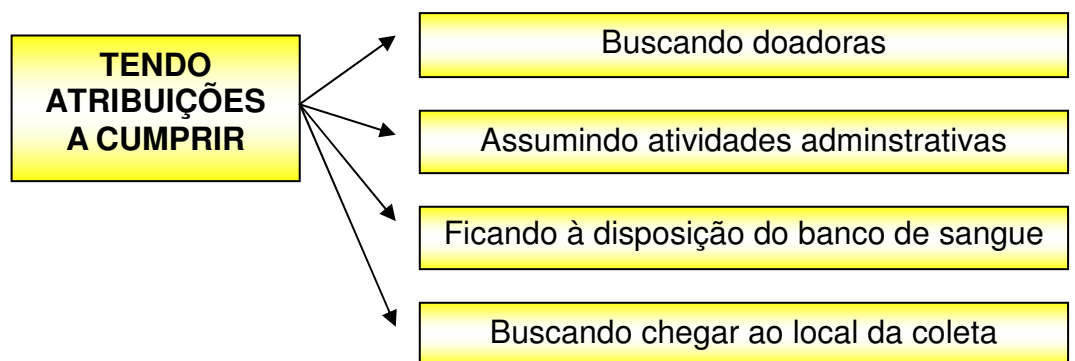 TENDO
ATRIBUIÇÕES
A CUMPRIR
Buscando doadoras
Assumindo atividades adminstrativas
Ficando à disposição do banco de sangue
Buscando chegar ao local da coleta